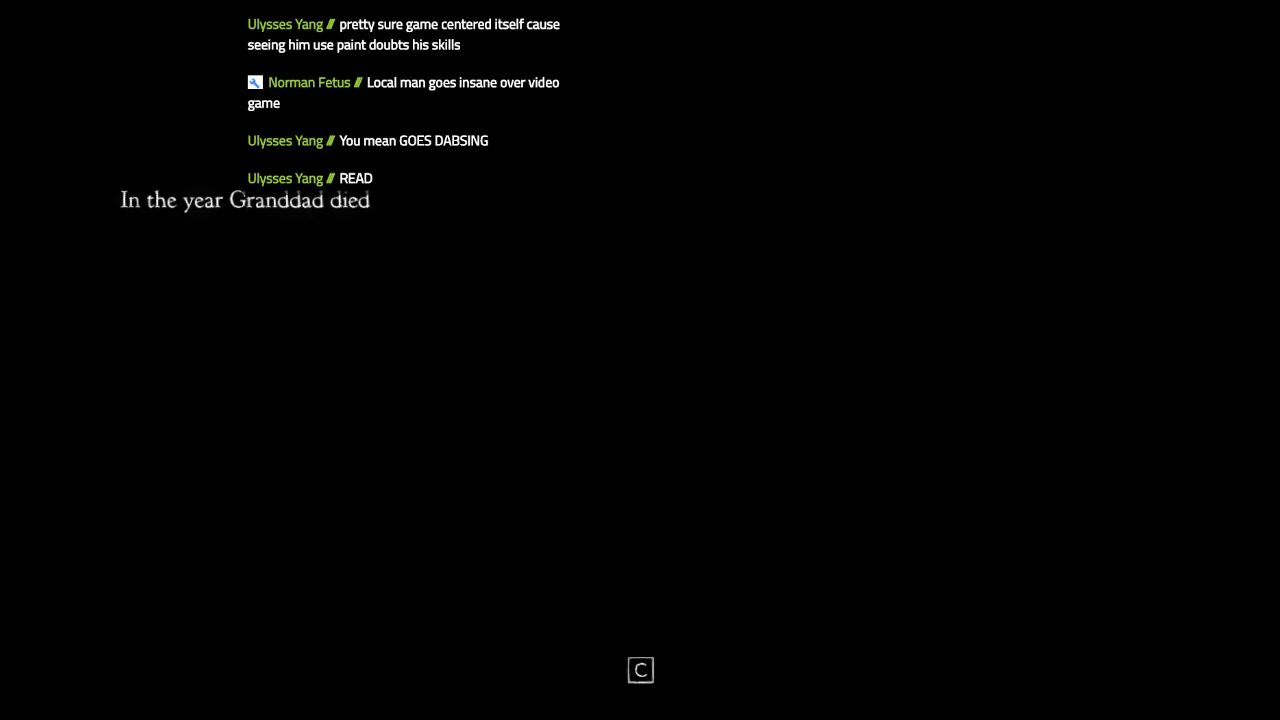 Ulysses Yang /// pretty sure game centered itself cause
seeing him use paint doubts his skills
Norman Fetus /// Local man goes insane over video
game
Ulysses Yang /// You mean GOES DABSING
Ulysses Yang /// READ
In the year Granddad died
C